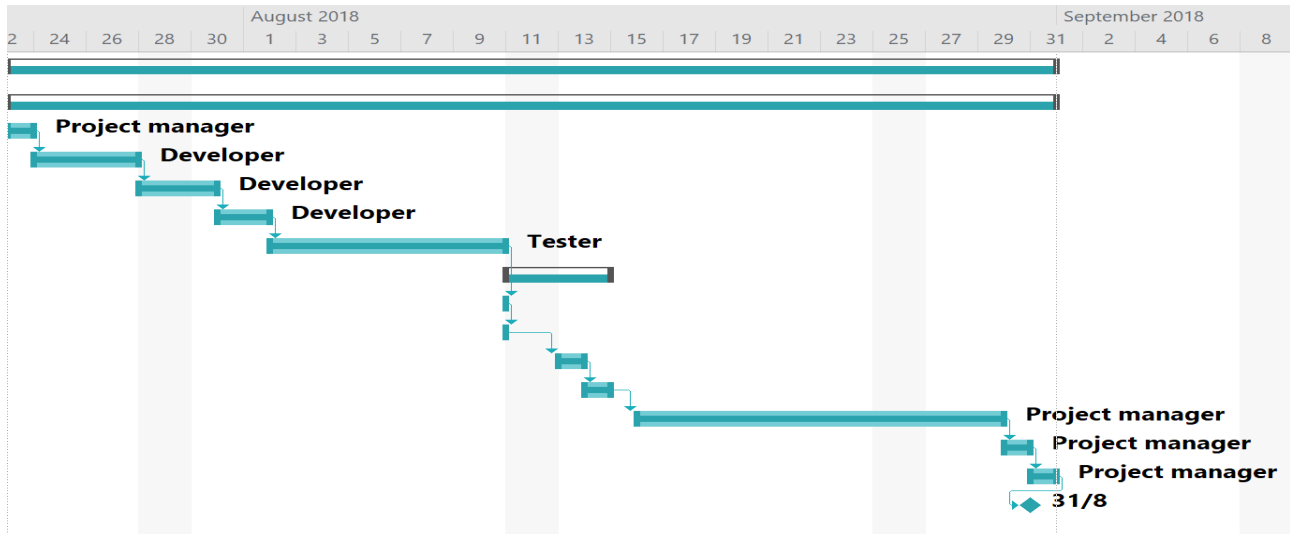 August 2018 September 2018
2 24 26 28 30 1 3 5 7 9 11 13 15 17 19 21 23 25 27 29 31 2 4 6 8
Project manager
Developer
Developer
Developer
Tester
Project manager
Project manager
Project manager
31/8